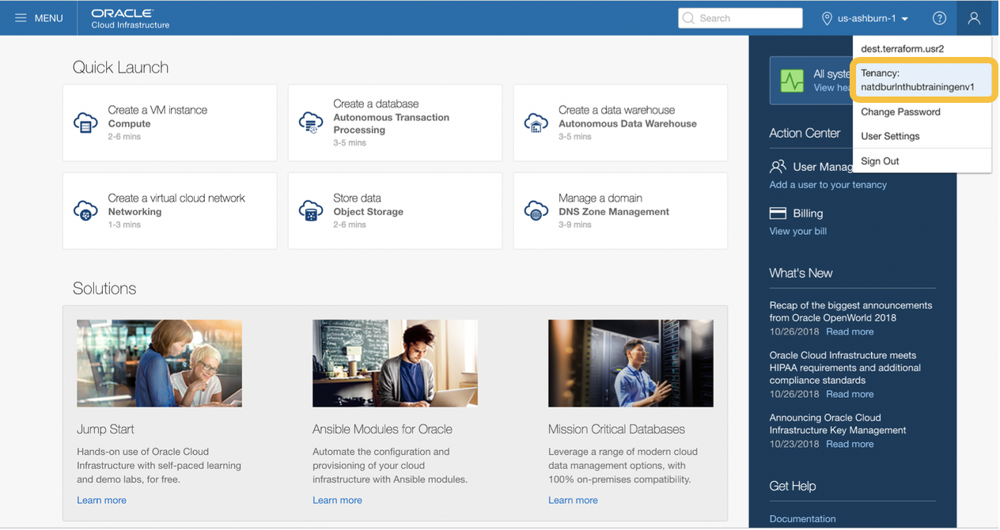 MENU
ORACLE
Cloud Infrastructure
Search
us-ashburn-1
?
dest.terraform.usr2
Tenancy:
natdburlnthubtrainingenv1
Change Password
User Settings
Sign Out
Quick Launch
Create a VM instance
Compute
2-6 mins
Create a database
Autonomous Transaction
Processing
3-5 mins
Create a data warehouse
Autonomous Data Warehouse
3-5 mins
Create a virtual cloud network
Networking
1-3 mins
Store data
Object Storage
2-6 mins
Manage a domain
DNS Zone Management
3-9 mins
Solutions
Jump Start
Hands-on use of Oracle Cloud
Infrastructure with self-paced learning
and demo labs, for free.
Learn more
Ansible Modules for Oracle
Automate the configuration and
provisioning of your cloud
infrastructure with Ansible modules.
Learn more
Mission Critical Databases
Leverage a range of modern cloud
data management options, with
100% on-premises compatibility.
Learn more
All syste
View hea
Action Center
User Manag
Add a user to your tenancy
Billing
View your bill
What's New
Recap of the biggest announcements
from Oracle OpenWorld 2018
10/26/2018 Read more
Oracle Cloud Infrastructure meets
HIPAA requirements and additional
compliance standards
10/26/2018 Read more
Announcing Oracle Cloud
Infrastructure Key Management
10/23/2018 Read more
Get Help
Documentation